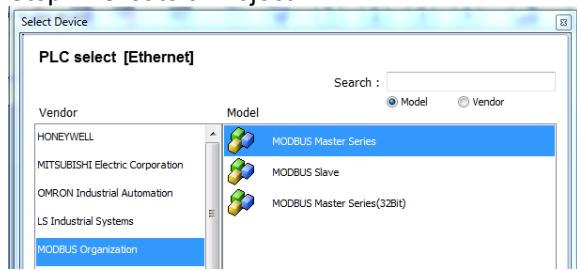 Select Device
PLC select [Ethernet]
Search :
Model
Vendor
Vendor
Model
HONEYWELL
MITSUBISHI Electric Corporation
OMRON Industrial Automation
LS Industrial Systems
MODBUS Organization
MODBUS Master Series
MODBUS Slave
MODBUS Master Series(32Bit)